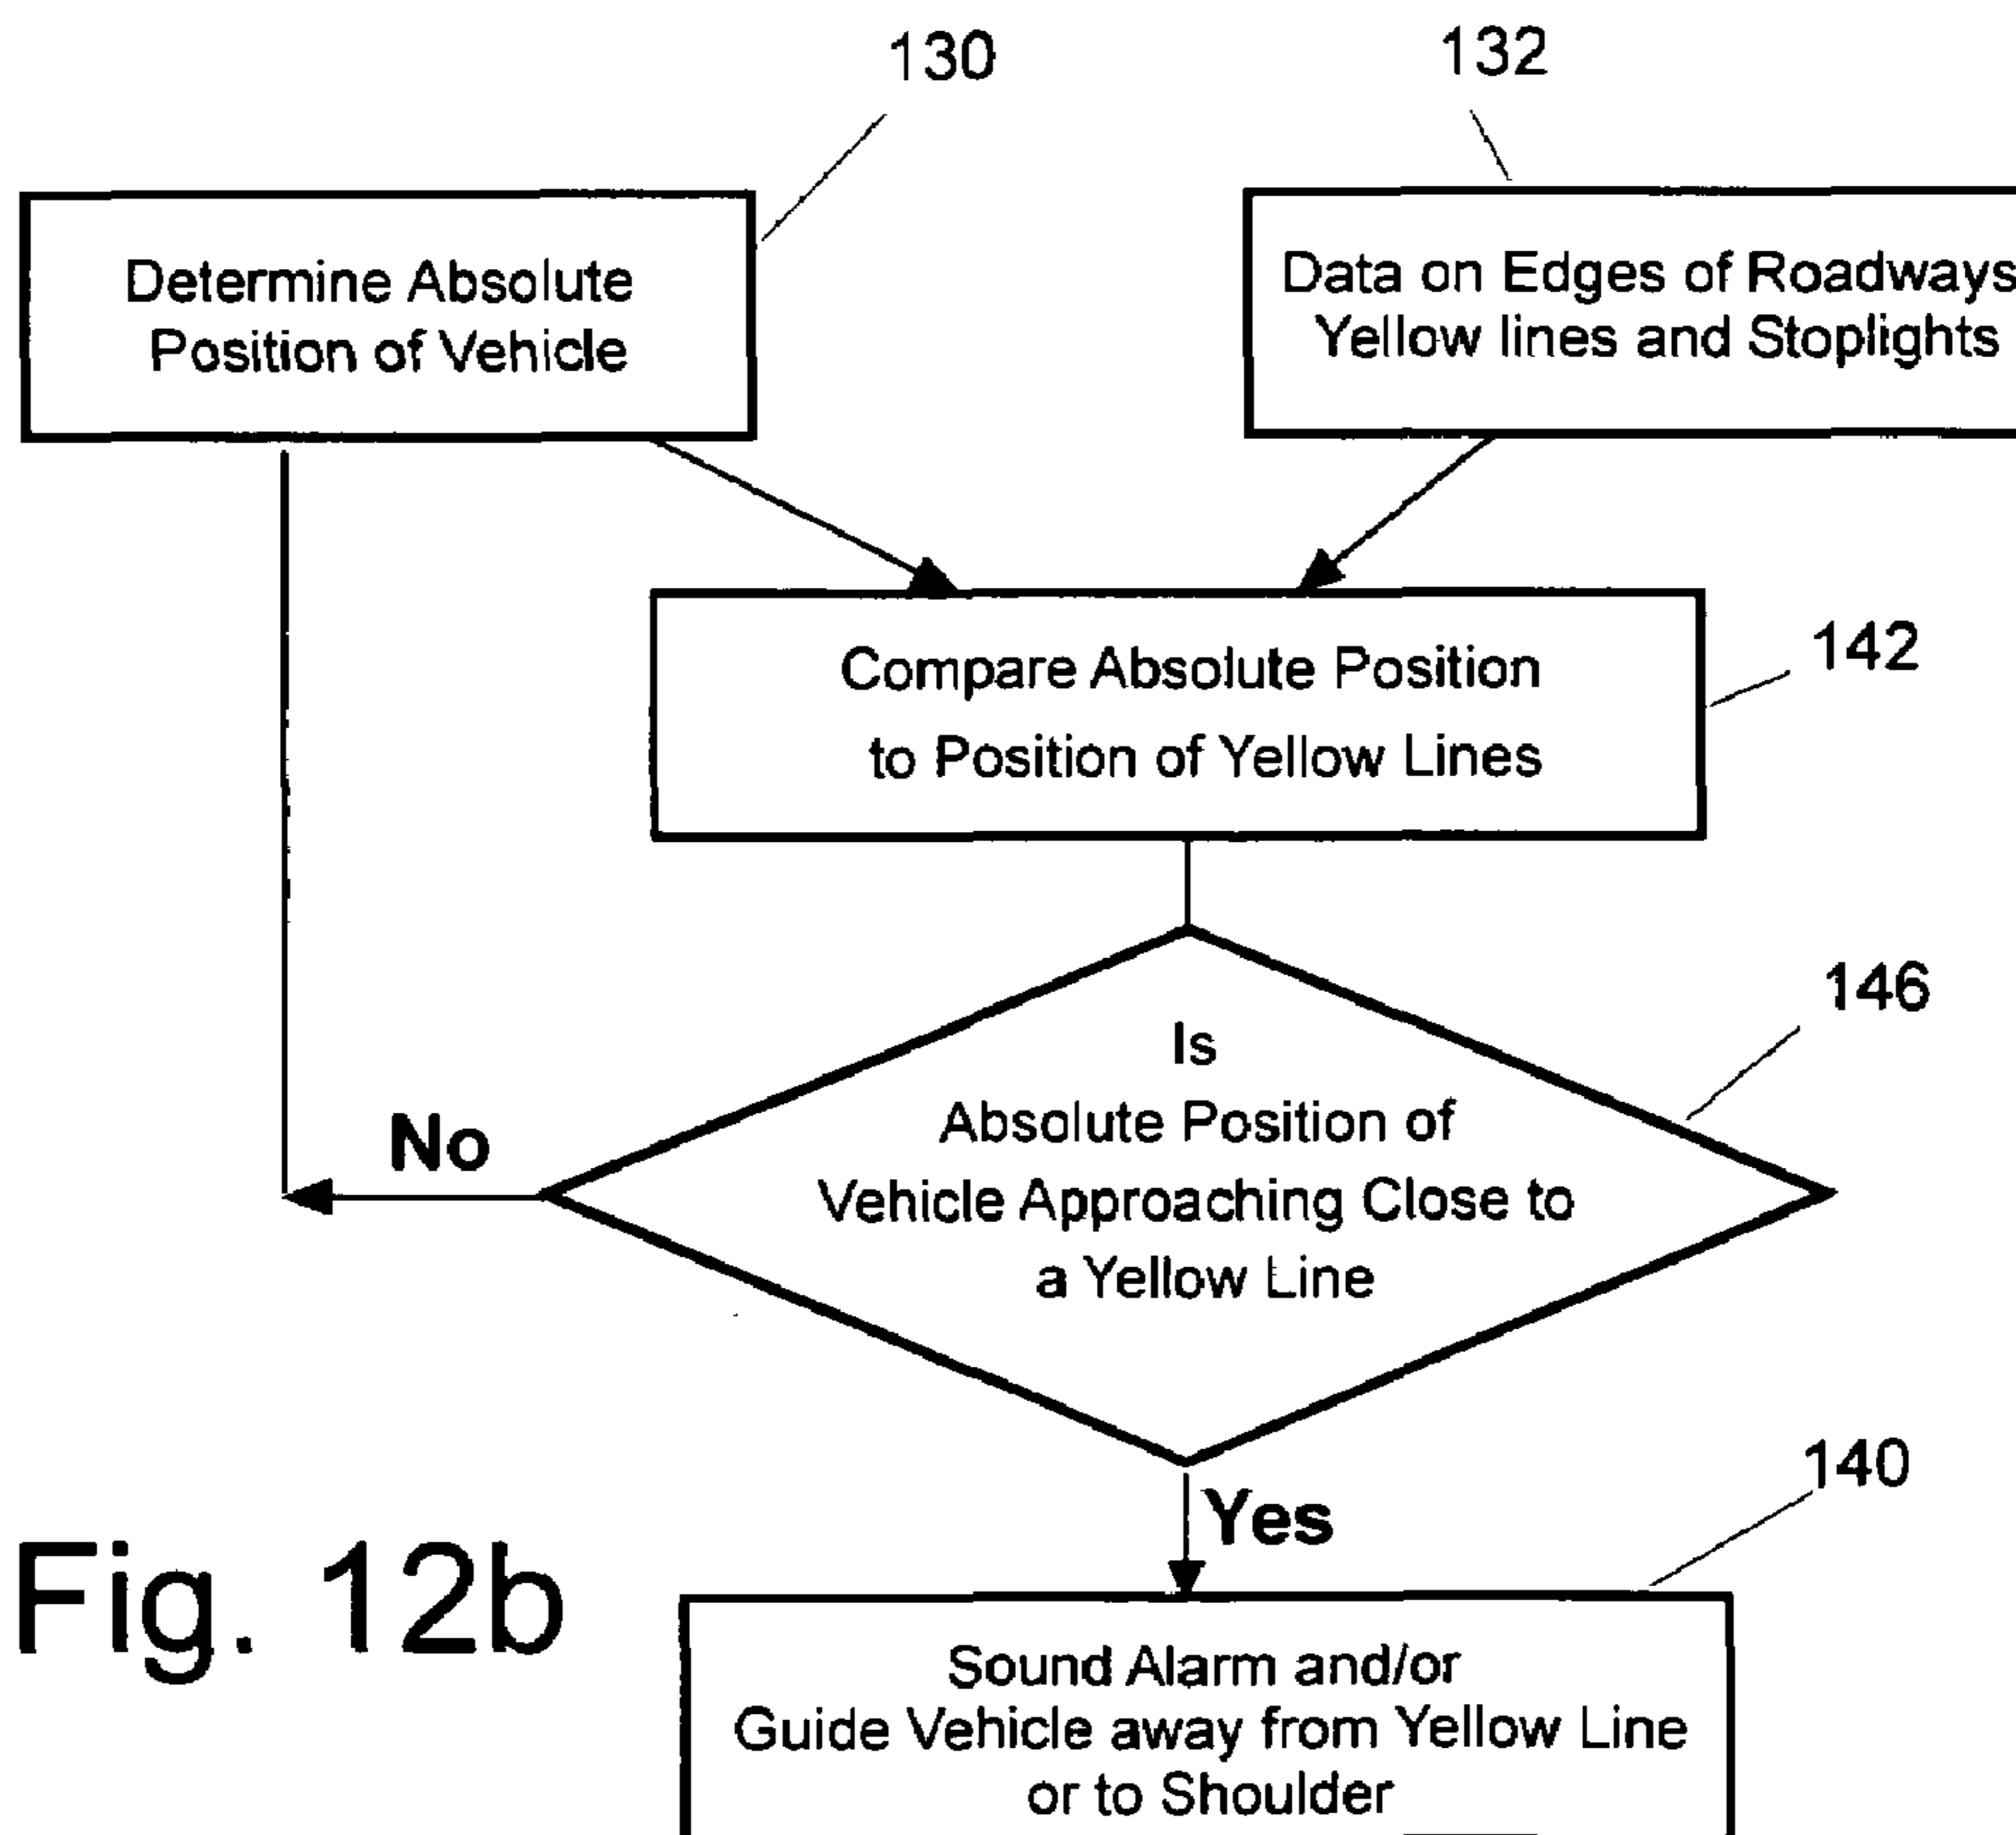 130
132
Determine Absolute
Position of Vehicle
Data on Edges of Roadways
Yellow lines and Stoplights
Compare Absolute Position
to Position of Yellow Lines
142
146
Is
Absolute Position of
Vehicle Approaching Close to
a Yellow Line
No
Yes
140
Fig. 12b
Sound Alarm and/or
Guide Vehicle away from Yellow Line
or to Shoulder